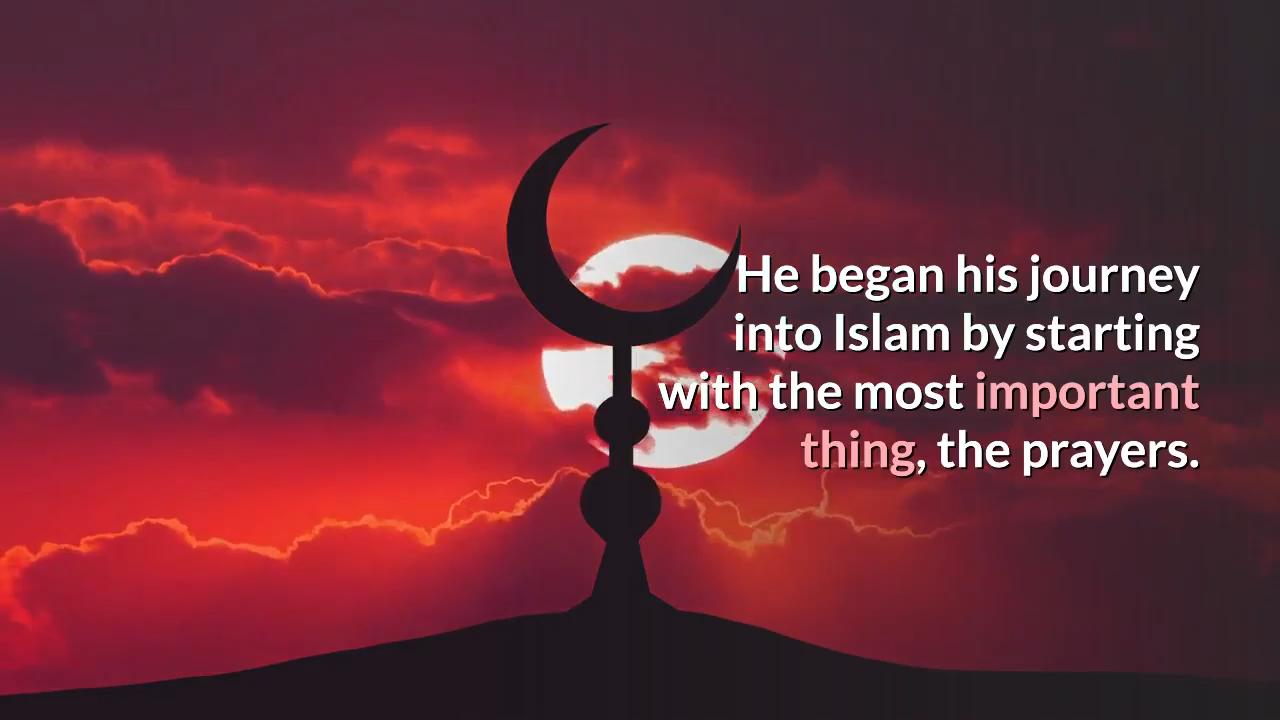 He began his journey
into Islam by starting
with the most important
thing, the prayers.